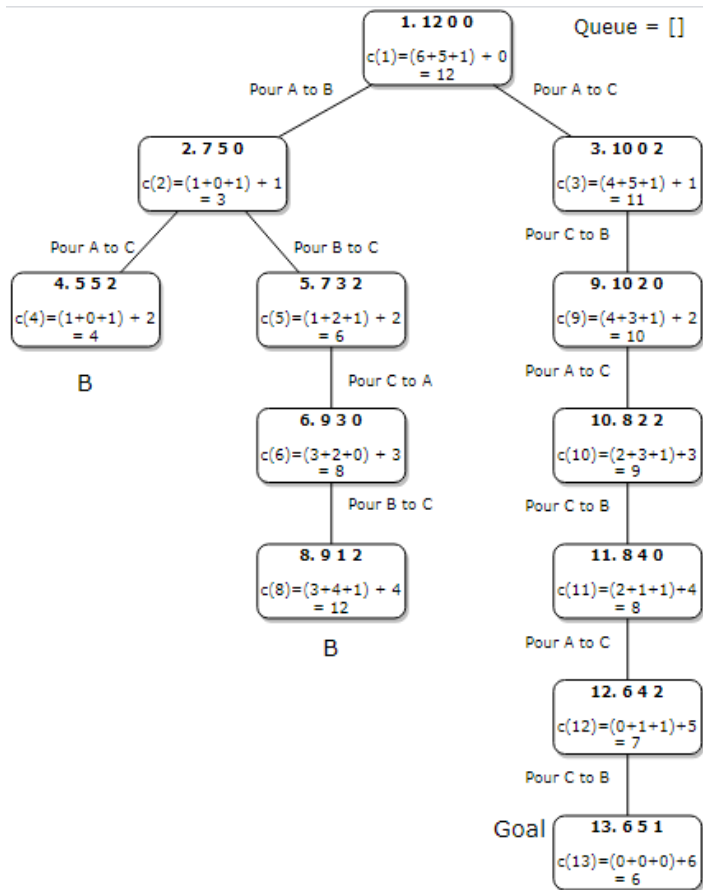 1. 12 0 0
c(1)=(6+5+1) + 0
= 12
Queue = []
Pour A to B
Pour A to C
2. 7 5 0
c(2)=(1+0+1) + 1
= 3
3. 10 0 2
c(3)=(4+5+1) + 1
= 11
Pour A to C
Pour B to C
Pour C to B
4. 5 5 2
c(4)=(1+0+1) + 2
= 4
5. 7 3 2
c(5)=(1+2+1) + 2
= 6
9. 10 2 0
c(9)=(4+3+1) + 2
= 10
B
Pour C to A
Pour A to C
6. 9 3 0
c(6)=(3+2+0) + 3
= 8
10. 8 2 2
c(10)=(2+3+1)+3
= 9
Pour B to C
Pour C to B
8. 9 1 2
c(8)=(3+4+1) + 4
= 12
11. 8 4 0
c(11)=(2+1+1)+4
= 8
B
Pour A to C
12. 6 4 2
c(12)=(0+1+1)+5
= 7
Pour C to B
Goal
13. 6 5 1
c(13)=(0+0+0)+6
= 6